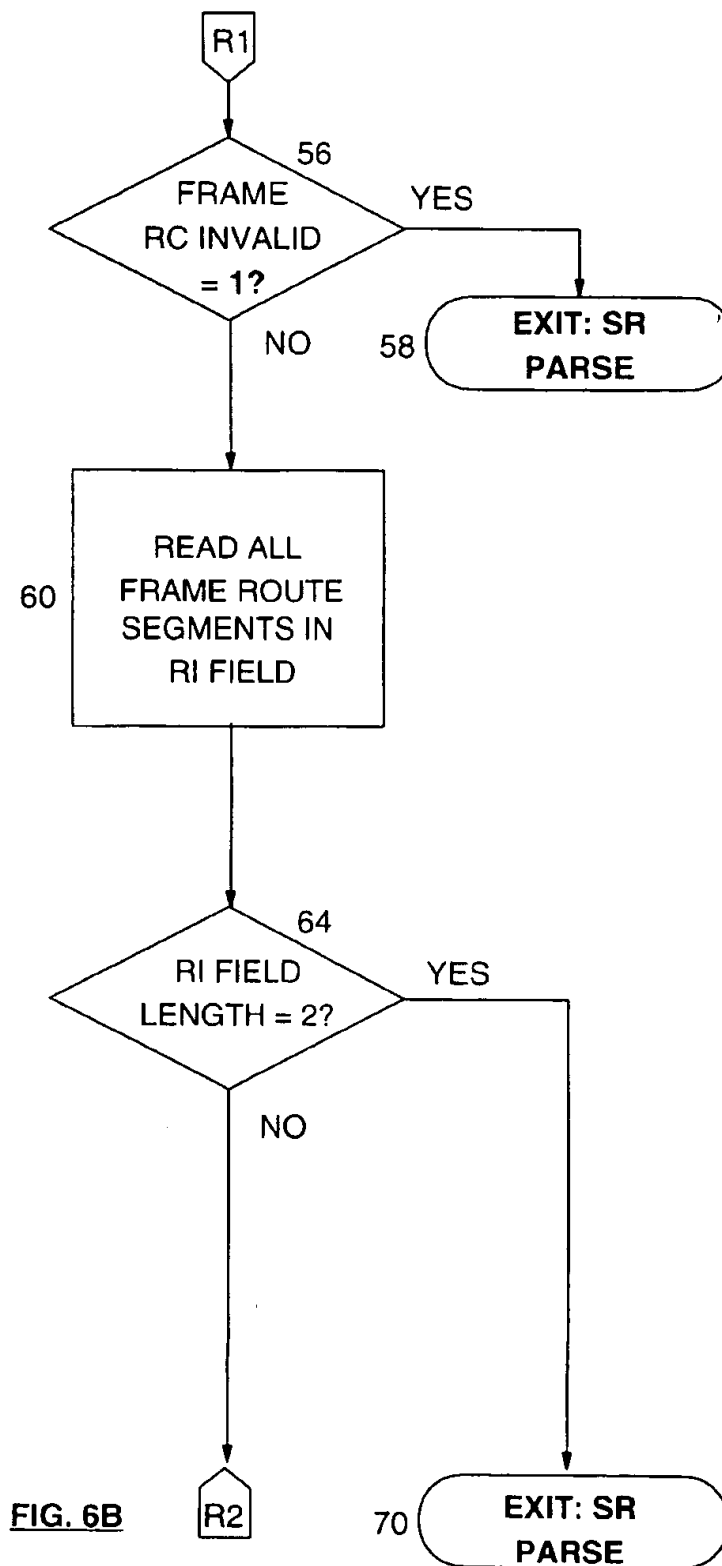 R1
56
FRAME
RC INVALID
= 1?
YES
NO
58
EXIT: SR
PARSE
60
READ ALL
FRAME ROUTE
SEGMENTS IN
RI FIELD
64
RI FIELD
LENGTH = 2?
YES
NO
FIG. 6B
R2
70
EXIT: SR
PARSE